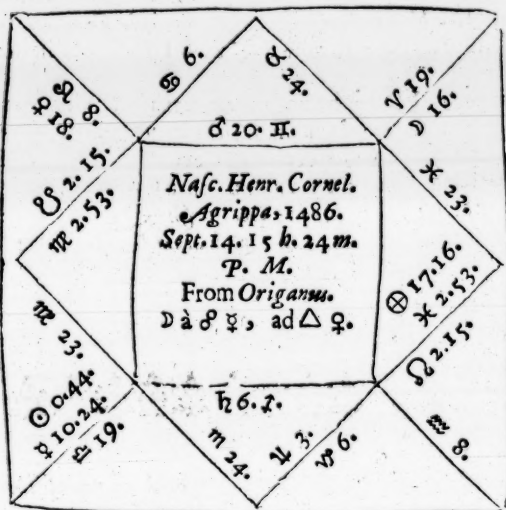 ♋ 6.
♉ 24.
♌ 8.
♀ 18.
♈ 19.
☽ 16.
♂ 20. ♊.
☋ 2. 15.
♍ 2. 53.
♓ 23.
Naſc. Henr. Cornel.
Agrippa, 1486.
Sept. 14. 15 h. 24m.
P. M.
From Origanus.
☽ à ☍ ☿, ad △ ♀.
⊕ 17. 16.
♓ 2. 53.
☊ 2. 15.
♍ 23.
☉ 0. 44.
☿ 10. 24.
♎ 19.
♄ 6. ♐.
♏ 24.
♃ 3.
♑ 6.
♒ 8.